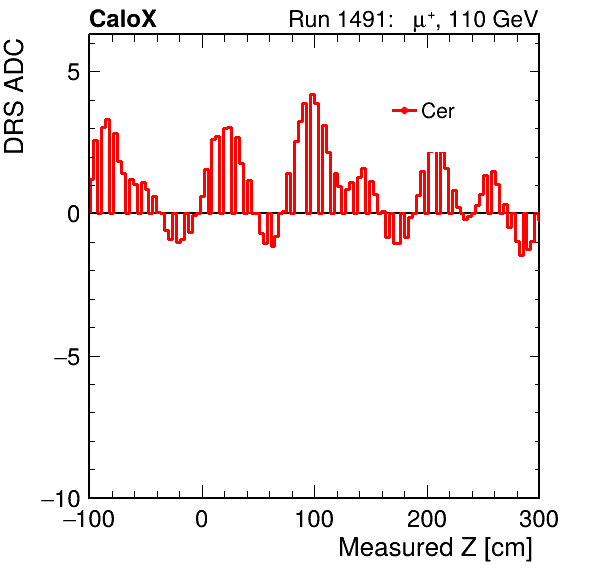 CaloX Run 1491: μ⁺, 110 GeV
DRS ADC
5
0
−5
−10
Cer
−100 0 100 200 300
Measured Z [cm]